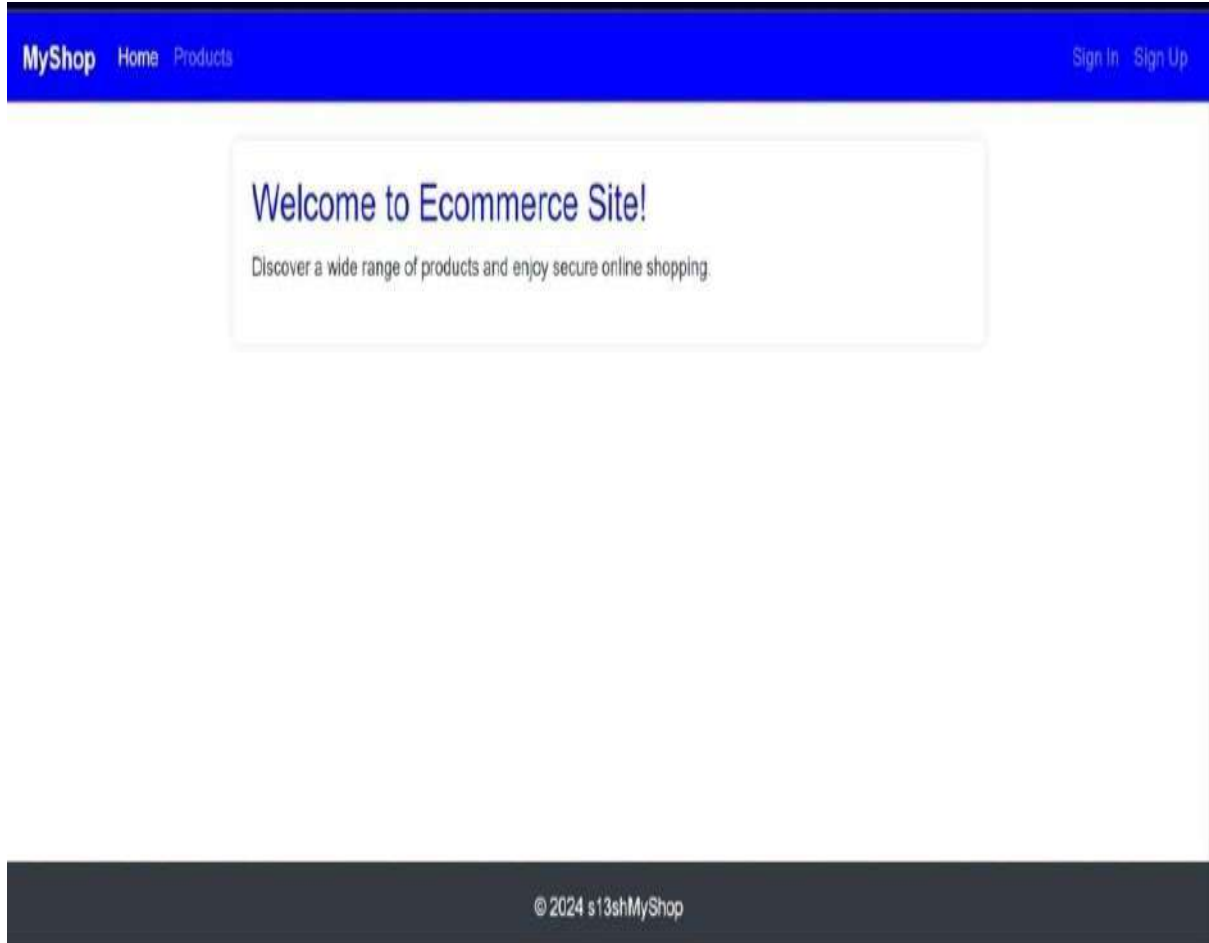 MyShop Home Products Sign In Sign Up
Welcome to Ecommerce Site!
Discover a wide range of products and enjoy secure online shopping
© 2024 s13shMyShop